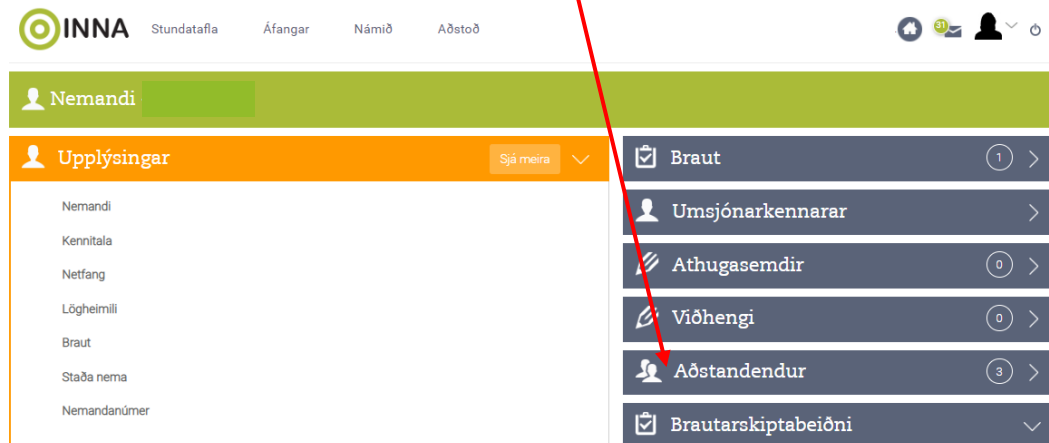 INNA Stundatafla Áfangar Námið Aðstoð 31
Nemandi
Upplýsingar Sjá meira
Nemandi
Kennitala
Netfang
Lögheimili
Braut
Staða nema
Nemandanúmer
Braut 1
Umsjónarkennarar
Athugasemdir 0
Viðhengi 0
Aðstandendur 3
Brautarskiptabeiðni